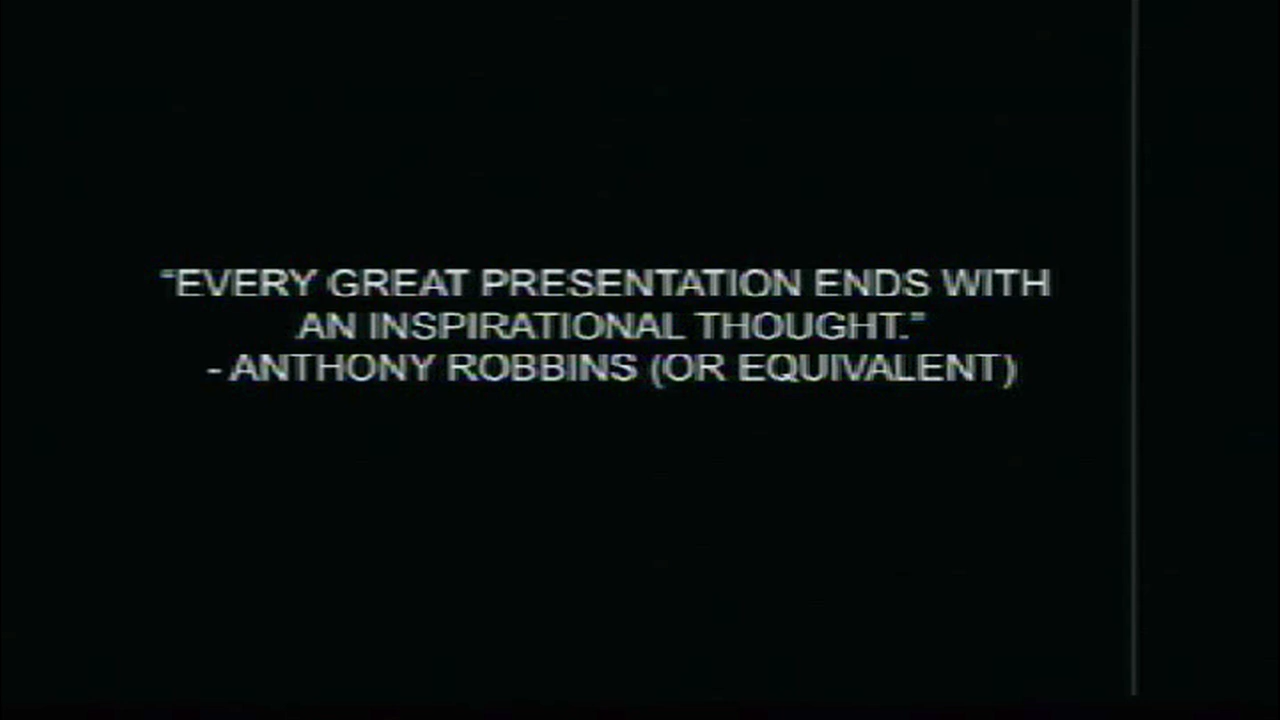 "EVERY GREAT PRESENTATION ENDS WITH
AN INSPIRATIONAL THOUGHT."
- ANTHONY ROBBINS (OR EQUIVALENT)